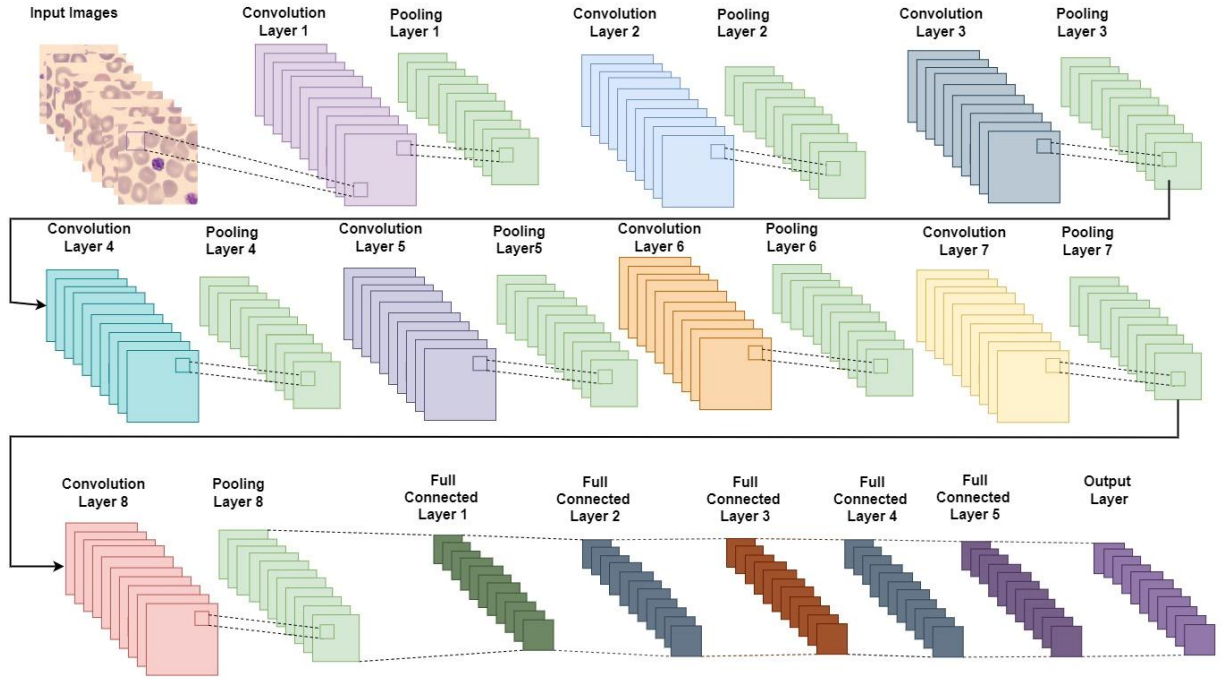 Input Images
Convolution
Layer 1
Pooling
Layer 1
Convolution
Layer 2
Pooling
Layer 2
Convolution
Layer 3
Pooling
Layer 3
Convolution
Layer 4
Pooling
Layer 4
Convolution
Layer 5
Pooling
Layer5
Convolution
Layer 6
Pooling
Layer 6
Convolution
Layer 7
Pooling
Layer 7
Convolution
Layer 8
Pooling
Layer 8
Full
Connected
Layer 1
Full
Connected
Layer 2
Full
Connected
Layer 3
Full
Connected
Layer 4
Full
Connected
Layer 5
Output
Layer